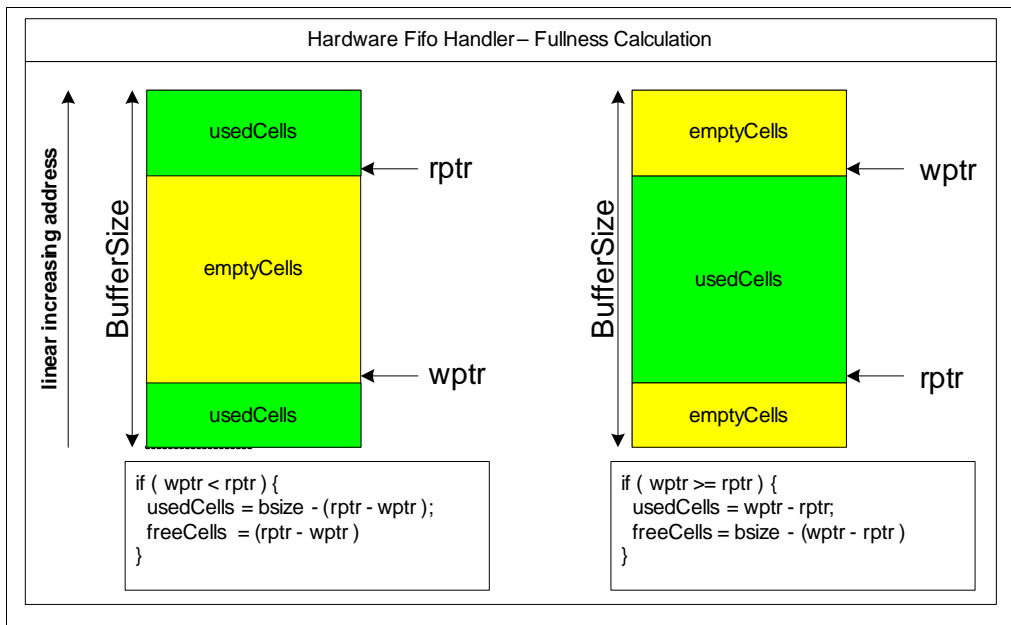 Hardware Fifo Handler – Fullness Calculation
linear increasing address
BufferSize
usedCells
rptr
emptyCells
wptr
usedCells
if ( wptr < rptr ) {
usedCells = bsize - (rptr - wptr );
freeCells = (rptr - wptr )
}
BufferSize
emptyCells
wptr
usedCells
rptr
emptyCells
if ( wptr >= rptr ) {
usedCells = wptr - rptr;
freeCells = bsize - (wptr - rptr )
}